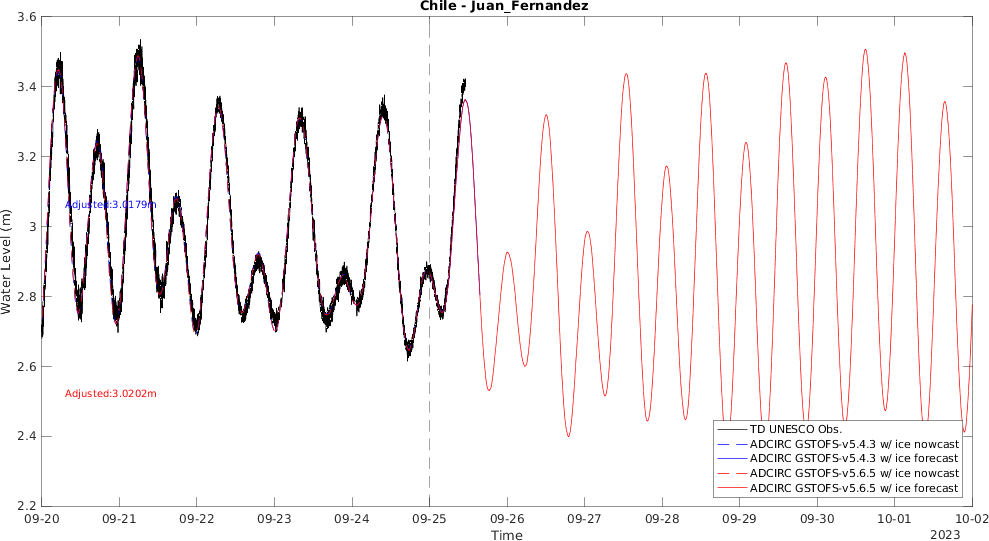 Chile - Juan_Fernandez
3.6
3.4
3.2
3
2.8
2.6
2.4
2.2
Water Level (m)
Adjusted:3.0179m
Adjusted:3.0202m
TD UNESCO Obs.
ADCIRC GSTOFS-v5.4.3 w/ ice nowcast
ADCIRC GSTOFS-v5.4.3 w/ ice forecast
ADCIRC GSTOFS-v5.6.5 w/ ice nowcast
ADCIRC GSTOFS-v5.6.5 w/ ice forecast
09-20 09-21 09-22 09-23 09-24 09-25 09-26 09-27 09-28 09-29 09-30 10-01 10-02
Time
2023